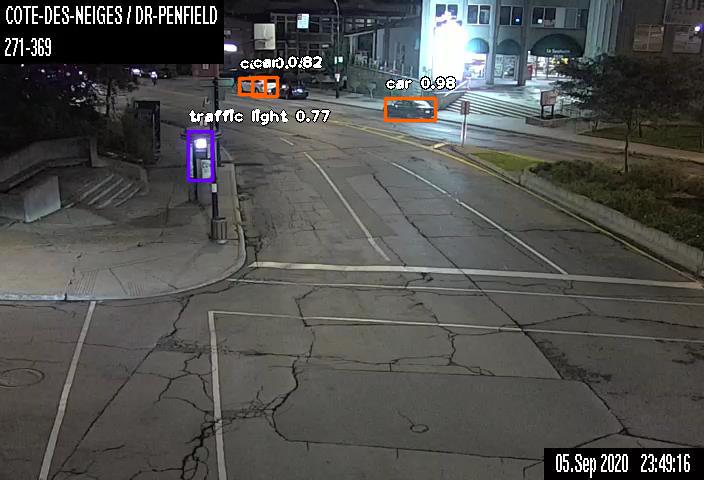 COTE-DES-NEIGES / DR-PENFIELD
271-369
car 0.82
car 0.98
traffic light 0.77
05.Sep 2020 23:49:16